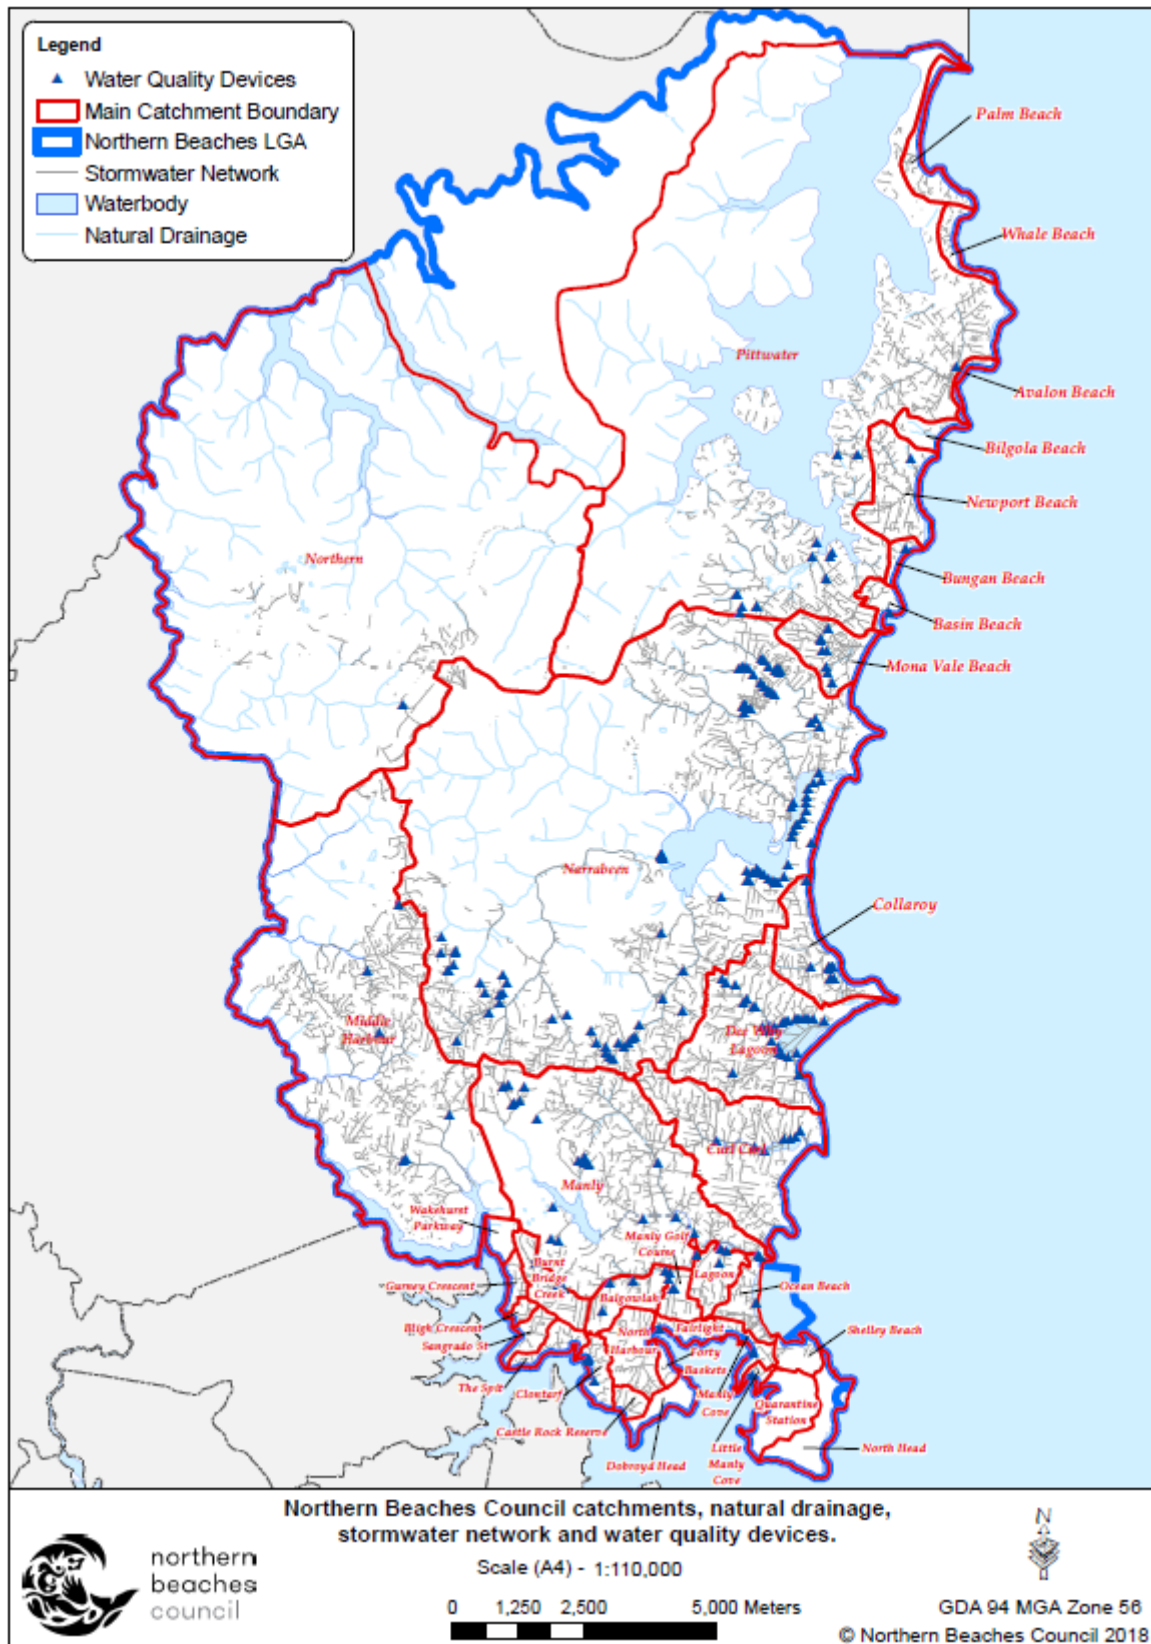 Legend
Water Quality Devices
Main Catchment Boundary
Northern Beaches LGA
Stormwater Network
Waterbody
Natural Drainage
Palm Beach
Whale Beach
Pittwater
Avalon Beach
Bilgola Beach
Newport Beach
Northern
Bungan Beach
Basin Beach
Mona Vale Beach
Narrabeen
Collaroy
Middle
Harbour
Dee Why
Lagoon
Curl Curl
Manly
Wakehurst
Parkway
Manly Golf
Course
Burnt
Bridge
Creek
Lagoon
Gurney Crescent
Ocean Beach
Balgowlah
Bligh Crescent
North
Harbour
Fairlight
Shelley Beach
Sangrado St
Forty
Baskets
The Spit
Clontarf
Manly
Cove
Quarantine
Station
Castle Rock Reserve
Dobroyd Head
Little
Manly
Cove
North Head
Northern Beaches Council catchments, natural drainage,
stormwater network and water quality devices.
Scale (A4) - 1:110,000
northern
beaches
council
0 1,250 2,500 5,000 Meters
N
GDA 94 MGA Zone 56
© Northern Beaches Council 2018